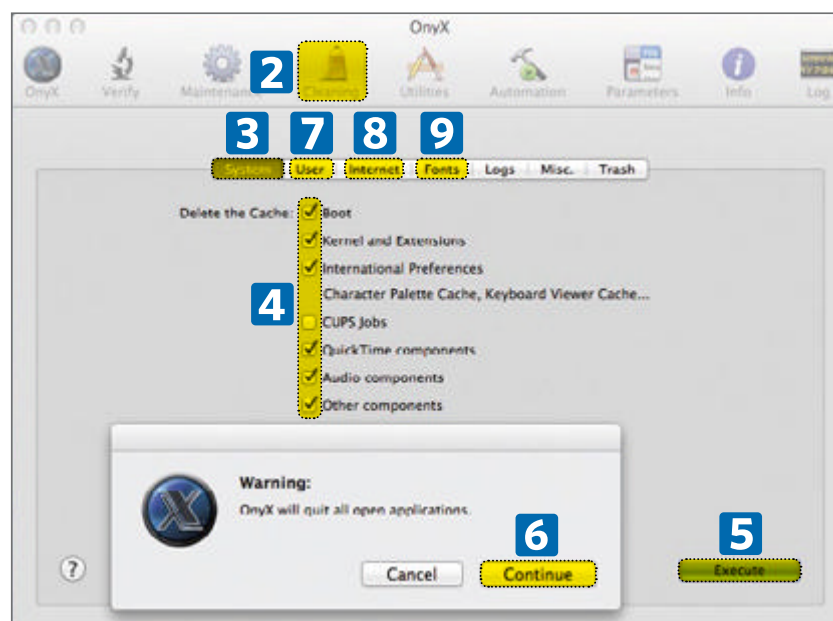 OnyX
2
OnyX Verify Maintenance Cleaning Utilities Automation Parameters Info Log
3 7 8 9
System User Internet Fonts Logs Misc. Trash
Delete the Cache: Boot
Kernel and Extensions
International Preferences
Character Palette Cache, Keyboard Viewer Cache...
4
CUPS Jobs
QuickTime components
Audio components
Other components
Warning:
OnyX will quit all open applications.
6 5
? Cancel Continue Execute